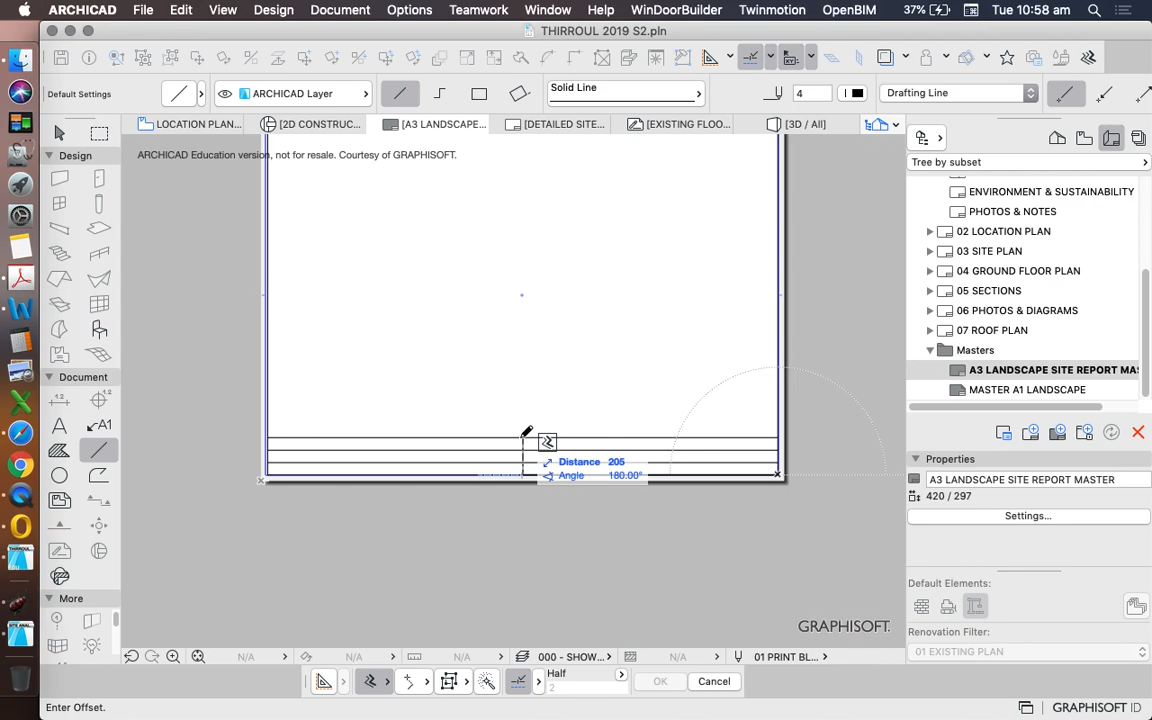 ARCHICAD File Edit View Design Document Options Teamwork Window Help WinDoorBuilder Twinmotion OpenBIM 37% Tue 10:58 am
THIRROUL 2019 S2.pln
Default Settings
ARCHICAD Layer
Solid Line
4
Drafting Line
LOCATION PLAN...
[2D CONSTRUC...
[A3 LANDSCAPE...
[DETAILED SITE...
[EXISTING FLOO...
[3D / All]
Design
ARCHICAD Education version, not for resale. Courtesy of GRAPHISOFT.
Tree by subset
ENVIRONMENT & SUSTAINABILITY
PHOTOS & NOTES
02 LOCATION PLAN
03 SITE PLAN
04 GROUND FLOOR PLAN
05 SECTIONS
06 PHOTOS & DIAGRAMS
07 ROOF PLAN
Masters
A3 LANDSCAPE SITE REPORT MAS
MASTER A1 LANDSCAPE
Document
A1
1.2
Distance 205
Angle 180.00°
Properties
A3 LANDSCAPE SITE REPORT MASTER
420 / 297
Settings...
Default Elements:
More
GRAPHISOFT.
Renovation Filter:
01 EXISTING PLAN
N/A
N/A
N/A
000 - SHOW...
N/A
01 PRINT BL...
Half
2
OK
Cancel
Enter Offset.
GRAPHISOFT ID